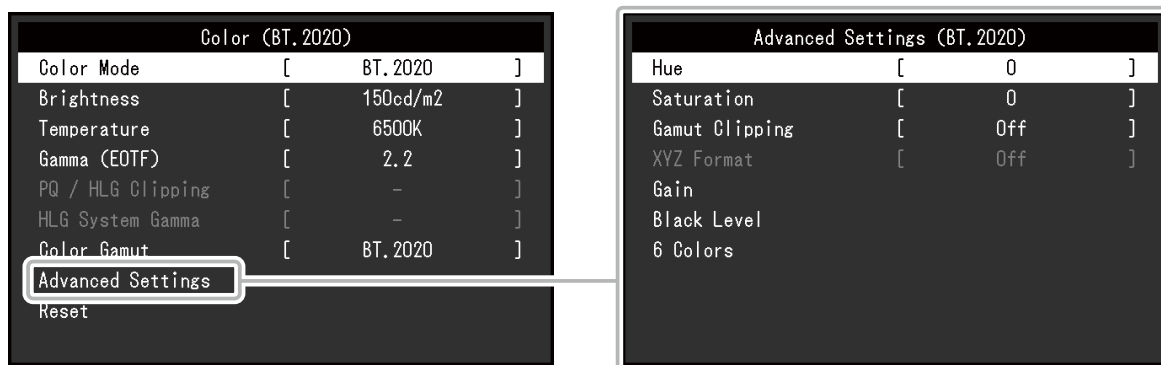 Color (BT.2020)
Color Mode [ BT.2020 ]
Brightness [ 150cd/m2 ]
Temperature [ 6500K ]
Gamma (EOTF) [ 2.2 ]
PQ / HLG Clipping [ - ]
HLG System Gamma [ - ]
Color Gamut [ BT.2020 ]
Advanced Settings
Reset
Advanced Settings (BT.2020)
Hue [ 0 ]
Saturation [ 0 ]
Gamut Clipping [ Off ]
XYZ Format [ Off ]
Gain
Black Level
6 Colors